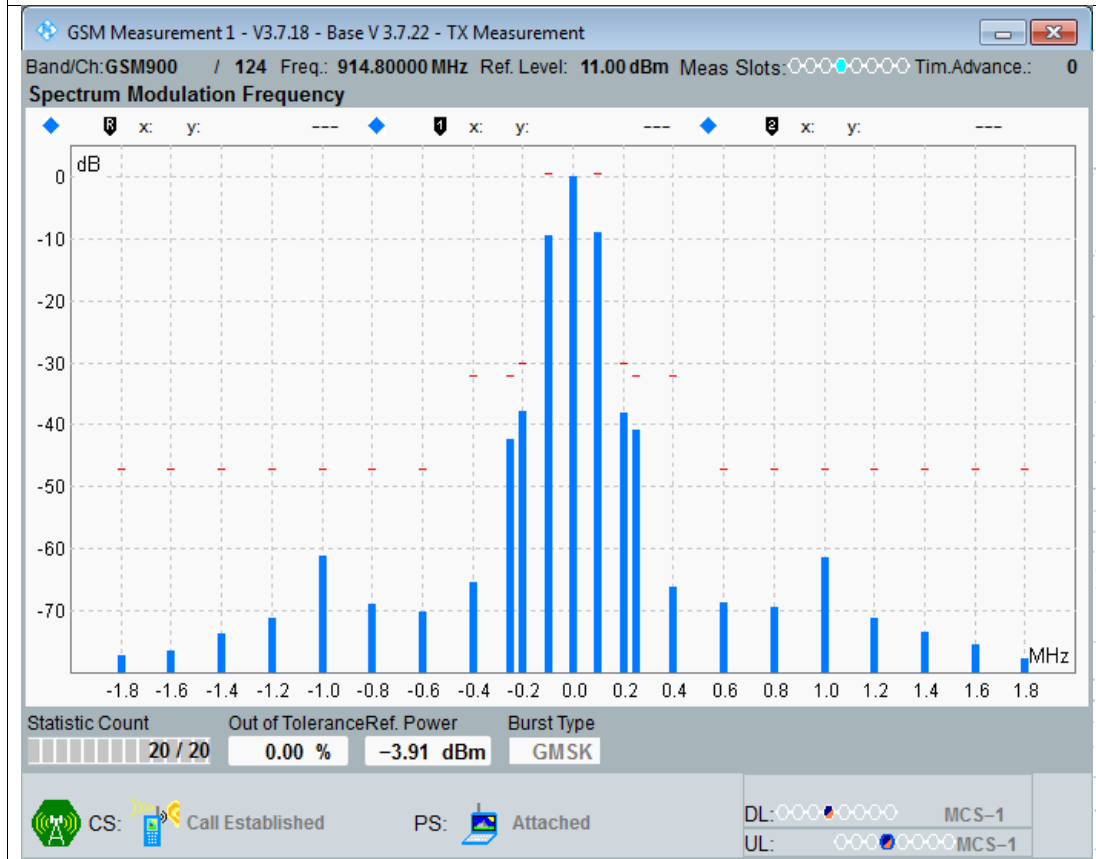 GSM Measurement 1 - V3.7.18 - Base V 3.7.22 - TX Measurement
Band/Ch:GSM900 / 124 Freq.: 914.80000 MHz Ref. Level: 11.00 dBm Meas Slots: Tim.Advance.: 0
Spectrum Modulation Frequency
R x: y: --- 1 x: y: --- 2 x: y: ---
dB
0
-10
-20
-30
-40
-50
-60
-70
MHz
-1.8 -1.6 -1.4 -1.2 -1.0 -0.8 -0.6 -0.4 -0.2 0.0 0.2 0.4 0.6 0.8 1.0 1.2 1.4 1.6 1.8
Statistic Count Out of Tolerance Ref. Power Burst Type
20 / 20 0.00 % −3.91 dBm GMSK
CS: Call Established PS: Attached DL: MCS−1
UL: MCS−1